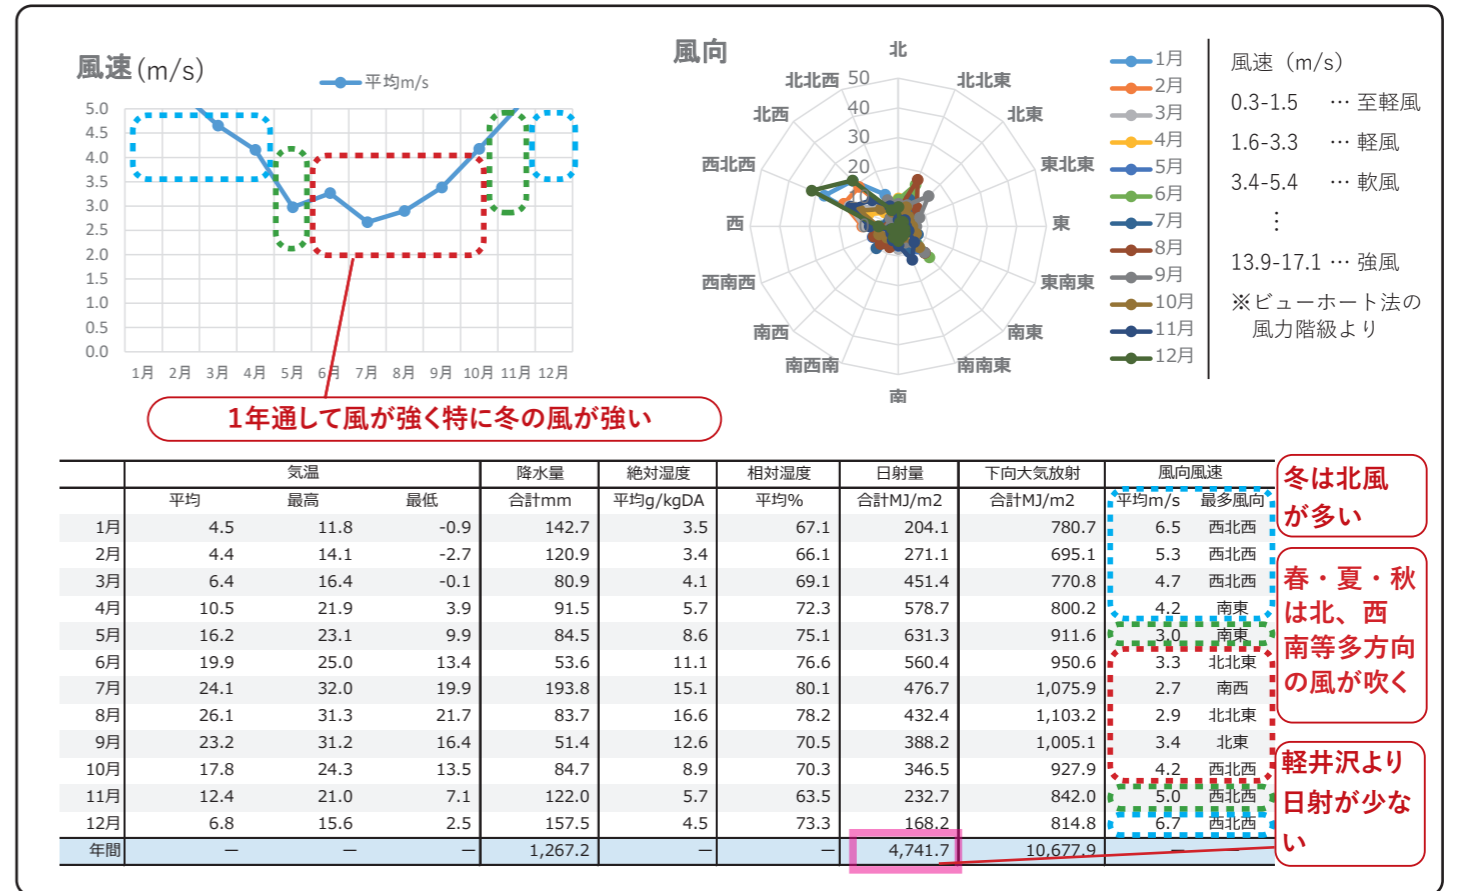 風速(m/s)
平均m/s
5.0
4.5
4.0
3.5
3.0
2.5
2.0
1.5
1.0
0.5
0.0
1月 2月 3月 4月 5月 6月 7月 8月 9月 10月 11月 12月
1年通して風が強く特に冬の風が強い
風向
北
北北西 50 北北東
40
北西 北東
30
西北西 20 東北東
西 東
西南西 東南東
南西 南東
南西南 南南東
南
1月
2月
3月
4月
5月
6月
7月
8月
9月
10月
11月
12月
風速（m/s）
0.3-1.5 … 至軽風
1.6-3.3 … 軽風
3.4-5.4 … 軟風
⋮
13.9-17.1 … 強風
※ビューホート法の
風力階級より
気温 降水量 絶対湿度 相対湿度 日射量 下向大気放射 風向風速
平均 最高 最低 合計mm 平均g/kgDA 平均% 合計MJ/m2 合計MJ/m2 平均m/s 最多風向
1月 4.5 11.8 -0.9 142.7 3.5 67.1 204.1 780.7 6.5 西北西
2月 4.4 14.1 -2.7 120.9 3.4 66.1 271.1 695.1 5.3 西北西
3月 6.4 16.4 -0.1 80.9 4.1 69.1 451.4 770.8 4.7 西北西
4月 10.5 21.9 3.9 91.5 5.7 72.3 578.7 800.2 4.2 南東
5月 16.2 23.1 9.9 84.5 8.6 75.1 631.3 911.6 3.0 南東
6月 19.9 25.0 13.4 53.6 11.1 76.6 560.4 950.6 3.3 北北東
7月 24.1 32.0 19.9 193.8 15.1 80.1 476.7 1,075.9 2.7 南西
8月 26.1 31.3 21.7 83.7 16.6 78.2 432.4 1,103.2 2.9 北北東
9月 23.2 31.2 16.4 51.4 12.6 70.5 388.2 1,005.1 3.4 北東
10月 17.8 24.3 13.5 84.7 8.9 70.3 346.5 927.9 4.2 西北西
11月 12.4 21.0 7.1 122.0 5.7 63.5 232.7 842.0 5.0 西北西
12月 6.8 15.6 2.5 157.5 4.5 73.3 168.2 814.8 6.7 西北西
年間 － － － 1,267.2 － － 4,741.7 10,677.9 － －
冬は北風
が多い
春・夏・秋
は北、西
南等多方向
の風が吹く
軽井沢より
日射が少な
い